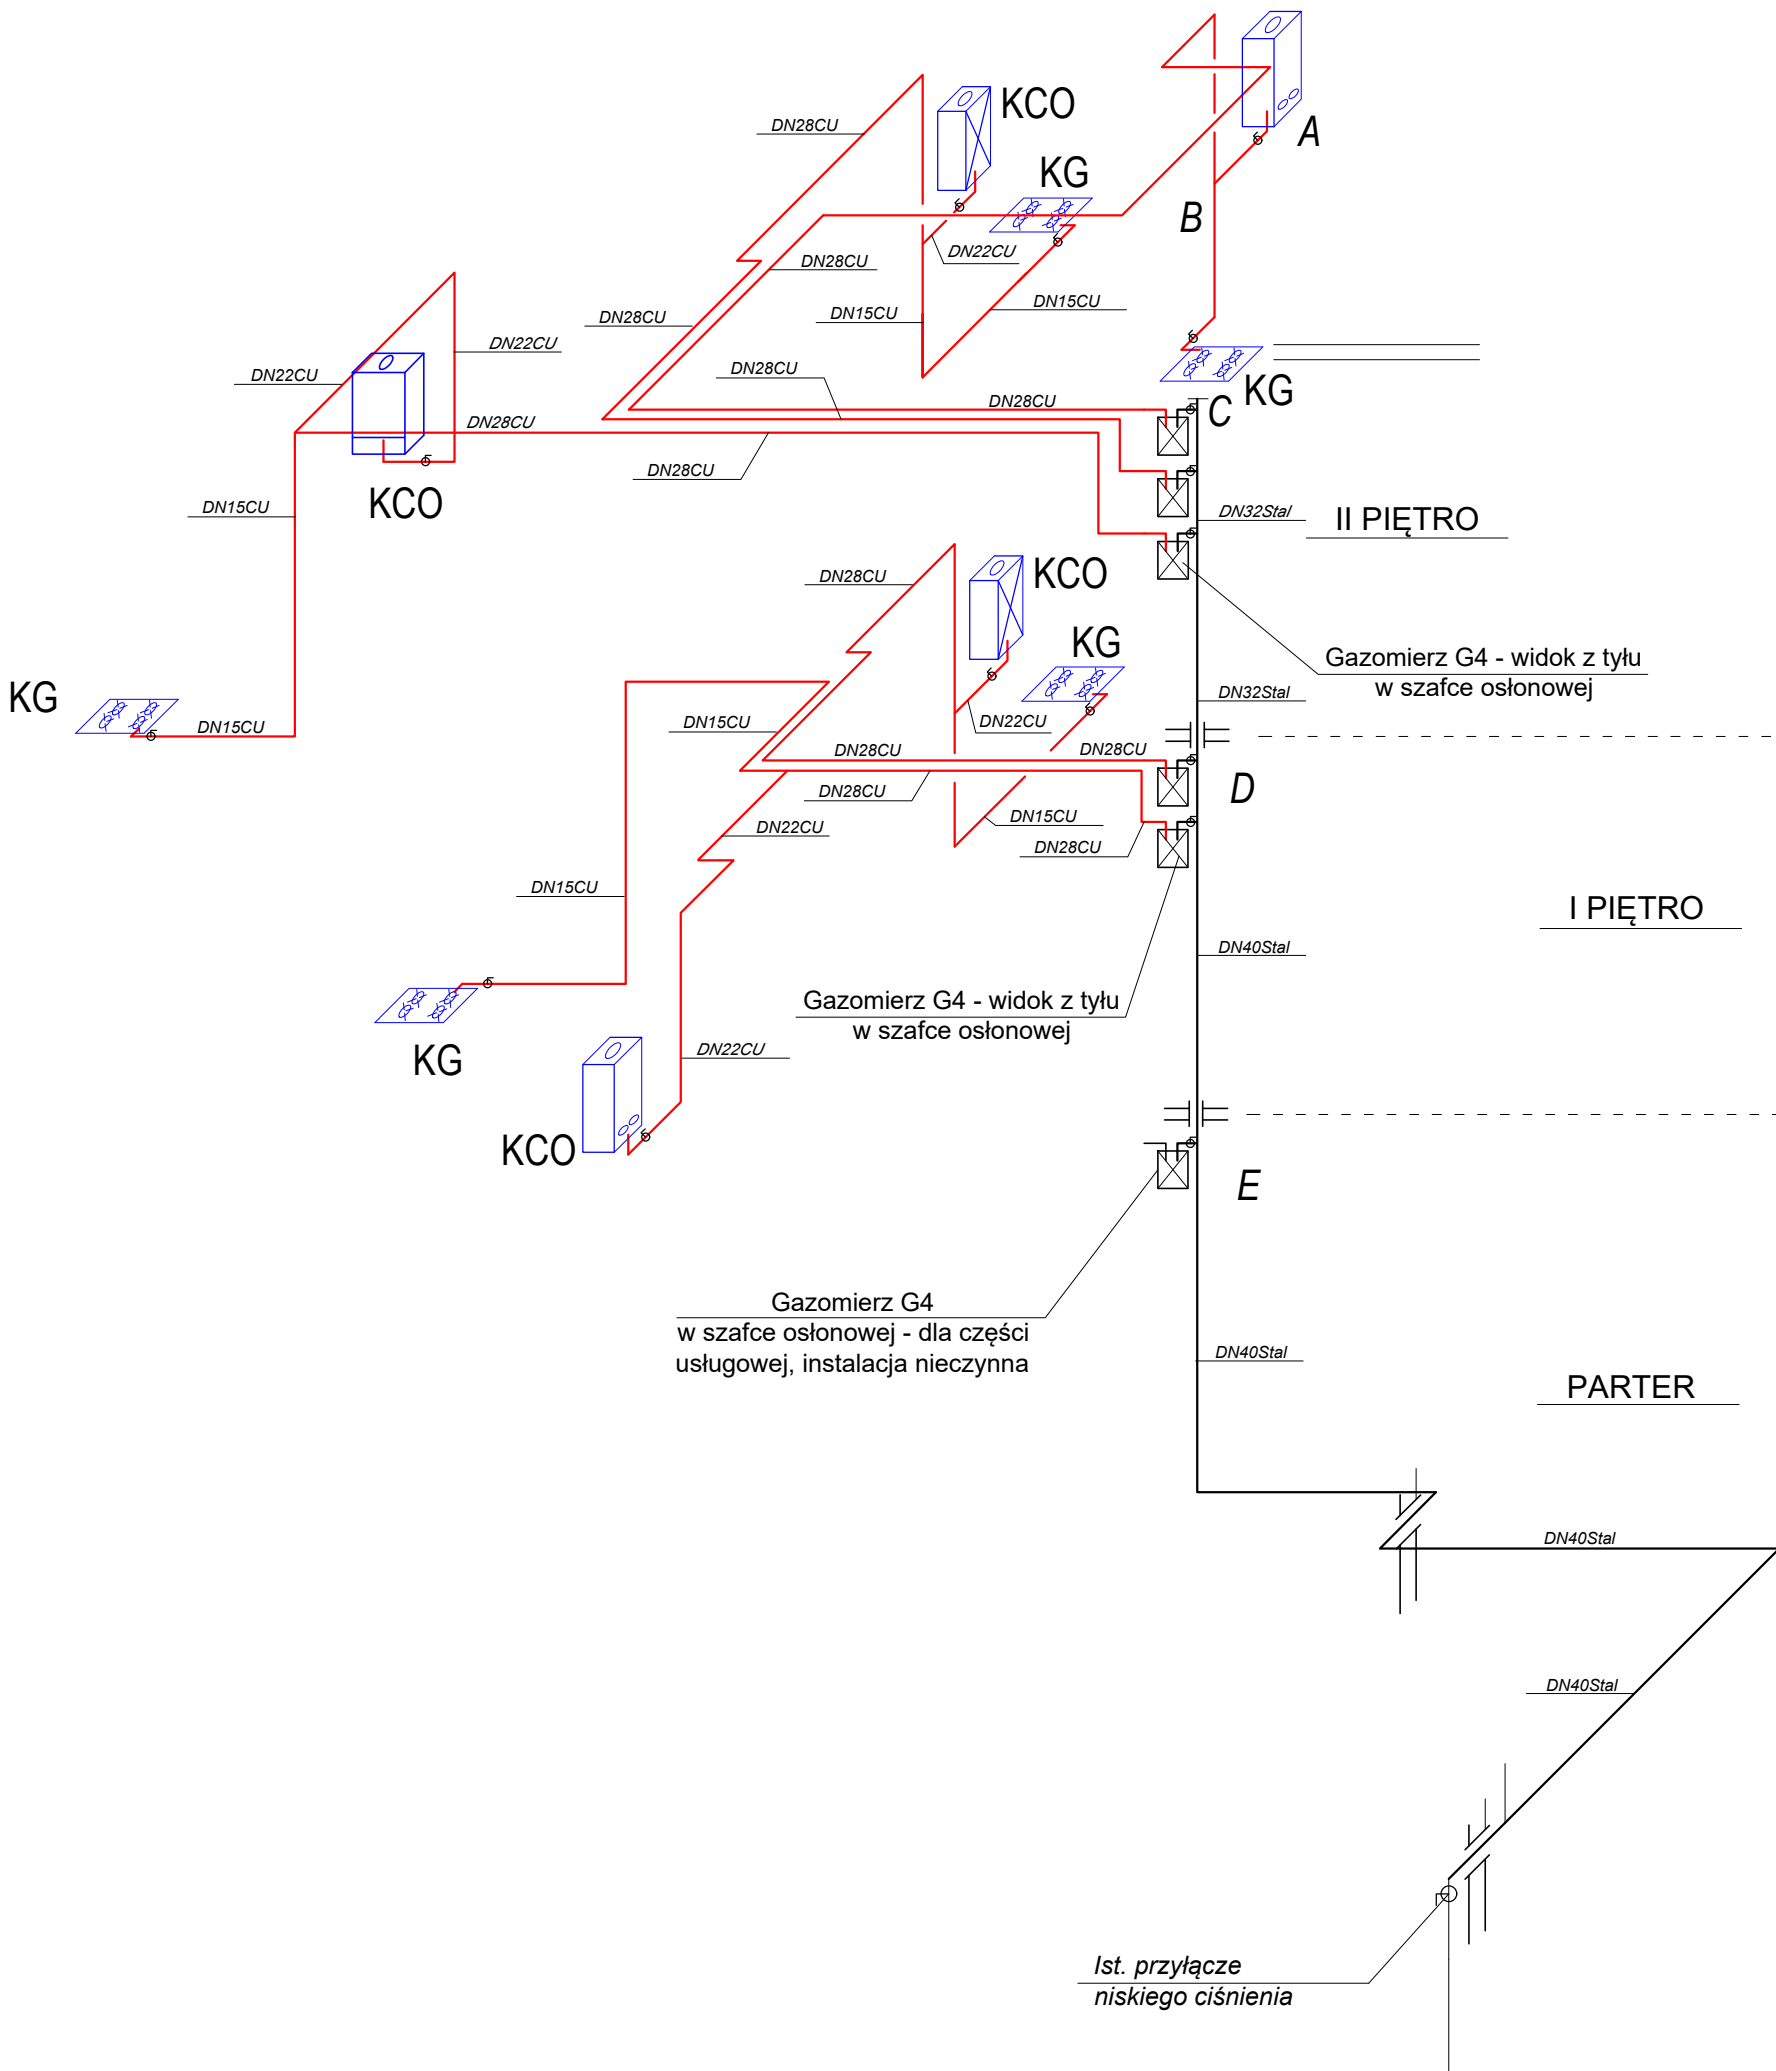 KCO
DN28CU
A
KG
B
DN22CU
DN28CU
DN15CU
DN15CU
DN28CU
DN22CU
DN22CU
DN28CU
KG
DN28CU
C
DN28CU
DN28CU
KCO
DN15CU
DN32Stal
II PIĘTRO
KCO
DN28CU
KG
Gazomierz G4 - widok z tyłu
w szafce osłonowej
DN32Stal
KG
DN15CU
DN15CU
DN22CU
DN28CU
DN28CU
D
DN28CU
DN15CU
DN22CU
DN28CU
DN15CU
I PIĘTRO
DN40Stal
Gazomierz G4 - widok z tyłu
w szafce osłonowej
KG
DN22CU
KCO
E
Gazomierz G4
w szafce osłonowej - dla części
usługowej, instalacja nieczynna
DN40Stal
PARTER
DN40Stal
DN40Stal
Ist. przyłącze
niskiego ciśnienia